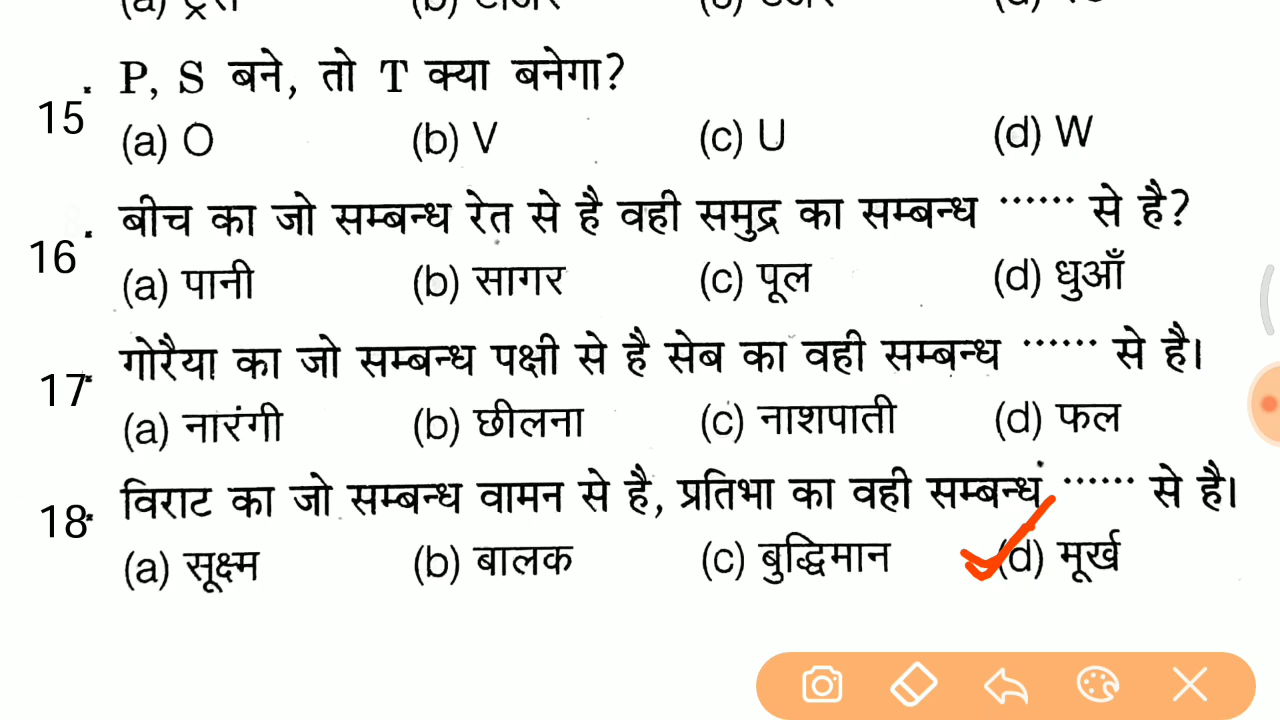 15. P, S बने, तो T क्या बनेगा?
(a) O (b) V (c) U (d) W
16. बीच का जो सम्बन्ध रेत से है वही समुद्र का सम्बन्ध ...... से है?
(a) पानी (b) सागर (c) पूल (d) धुआँ
17. गोरैया का जो सम्बन्ध पक्षी से है सेब का वही सम्बन्ध ...... से है।
(a) नारंगी (b) छीलना (c) नाशपाती (d) फल
18. विराट का जो सम्बन्ध वामन से है, प्रतिभा का वही सम्बन्ध ...... से है।
(a) सूक्ष्म (b) बालक (c) बुद्धिमान (d) मूर्ख